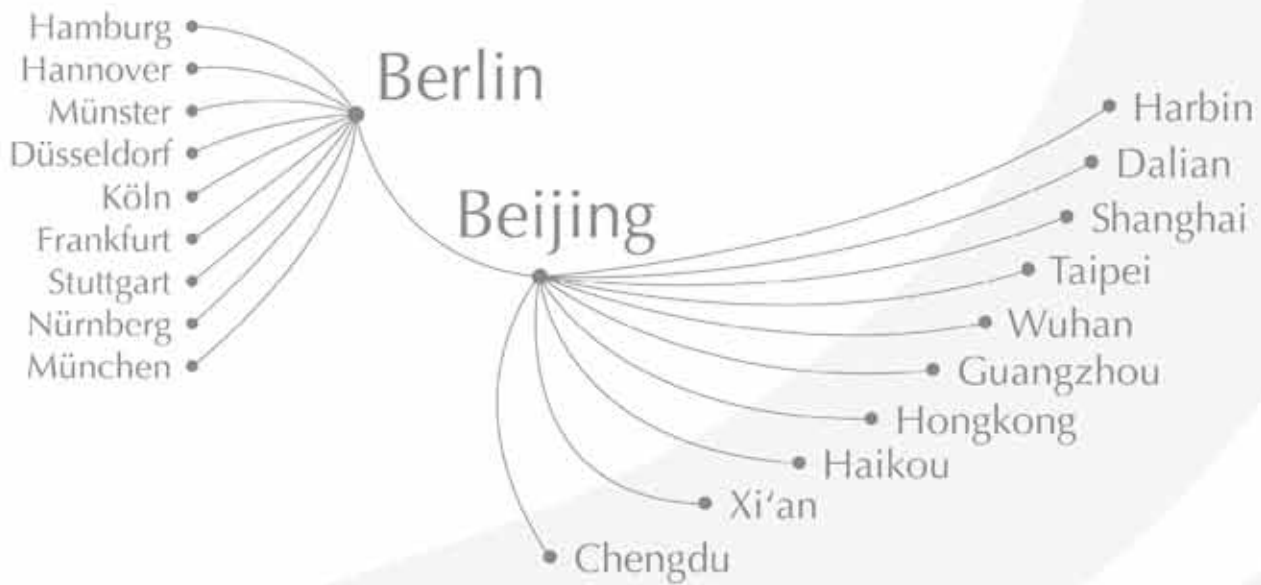 Hamburg
Hannover
Münster
Düsseldorf
Köln
Frankfurt
Stuttgart
Nürnberg
München
Berlin
Beijing
Harbin
Dalian
Shanghai
Taipei
Wuhan
Guangzhou
Hongkong
Haikou
Xi‘an
Chengdu